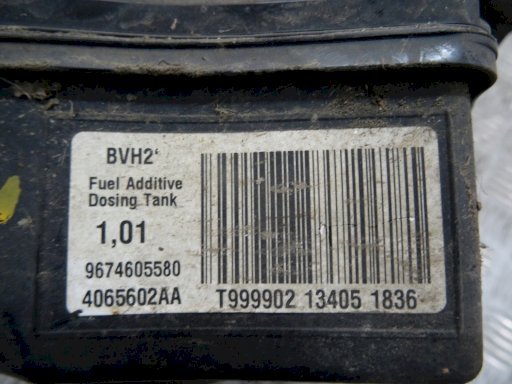 BVH2'
Fuel Additive
Dosing Tank
1,01
9674605580
4065602AA
T999902 13405 1836